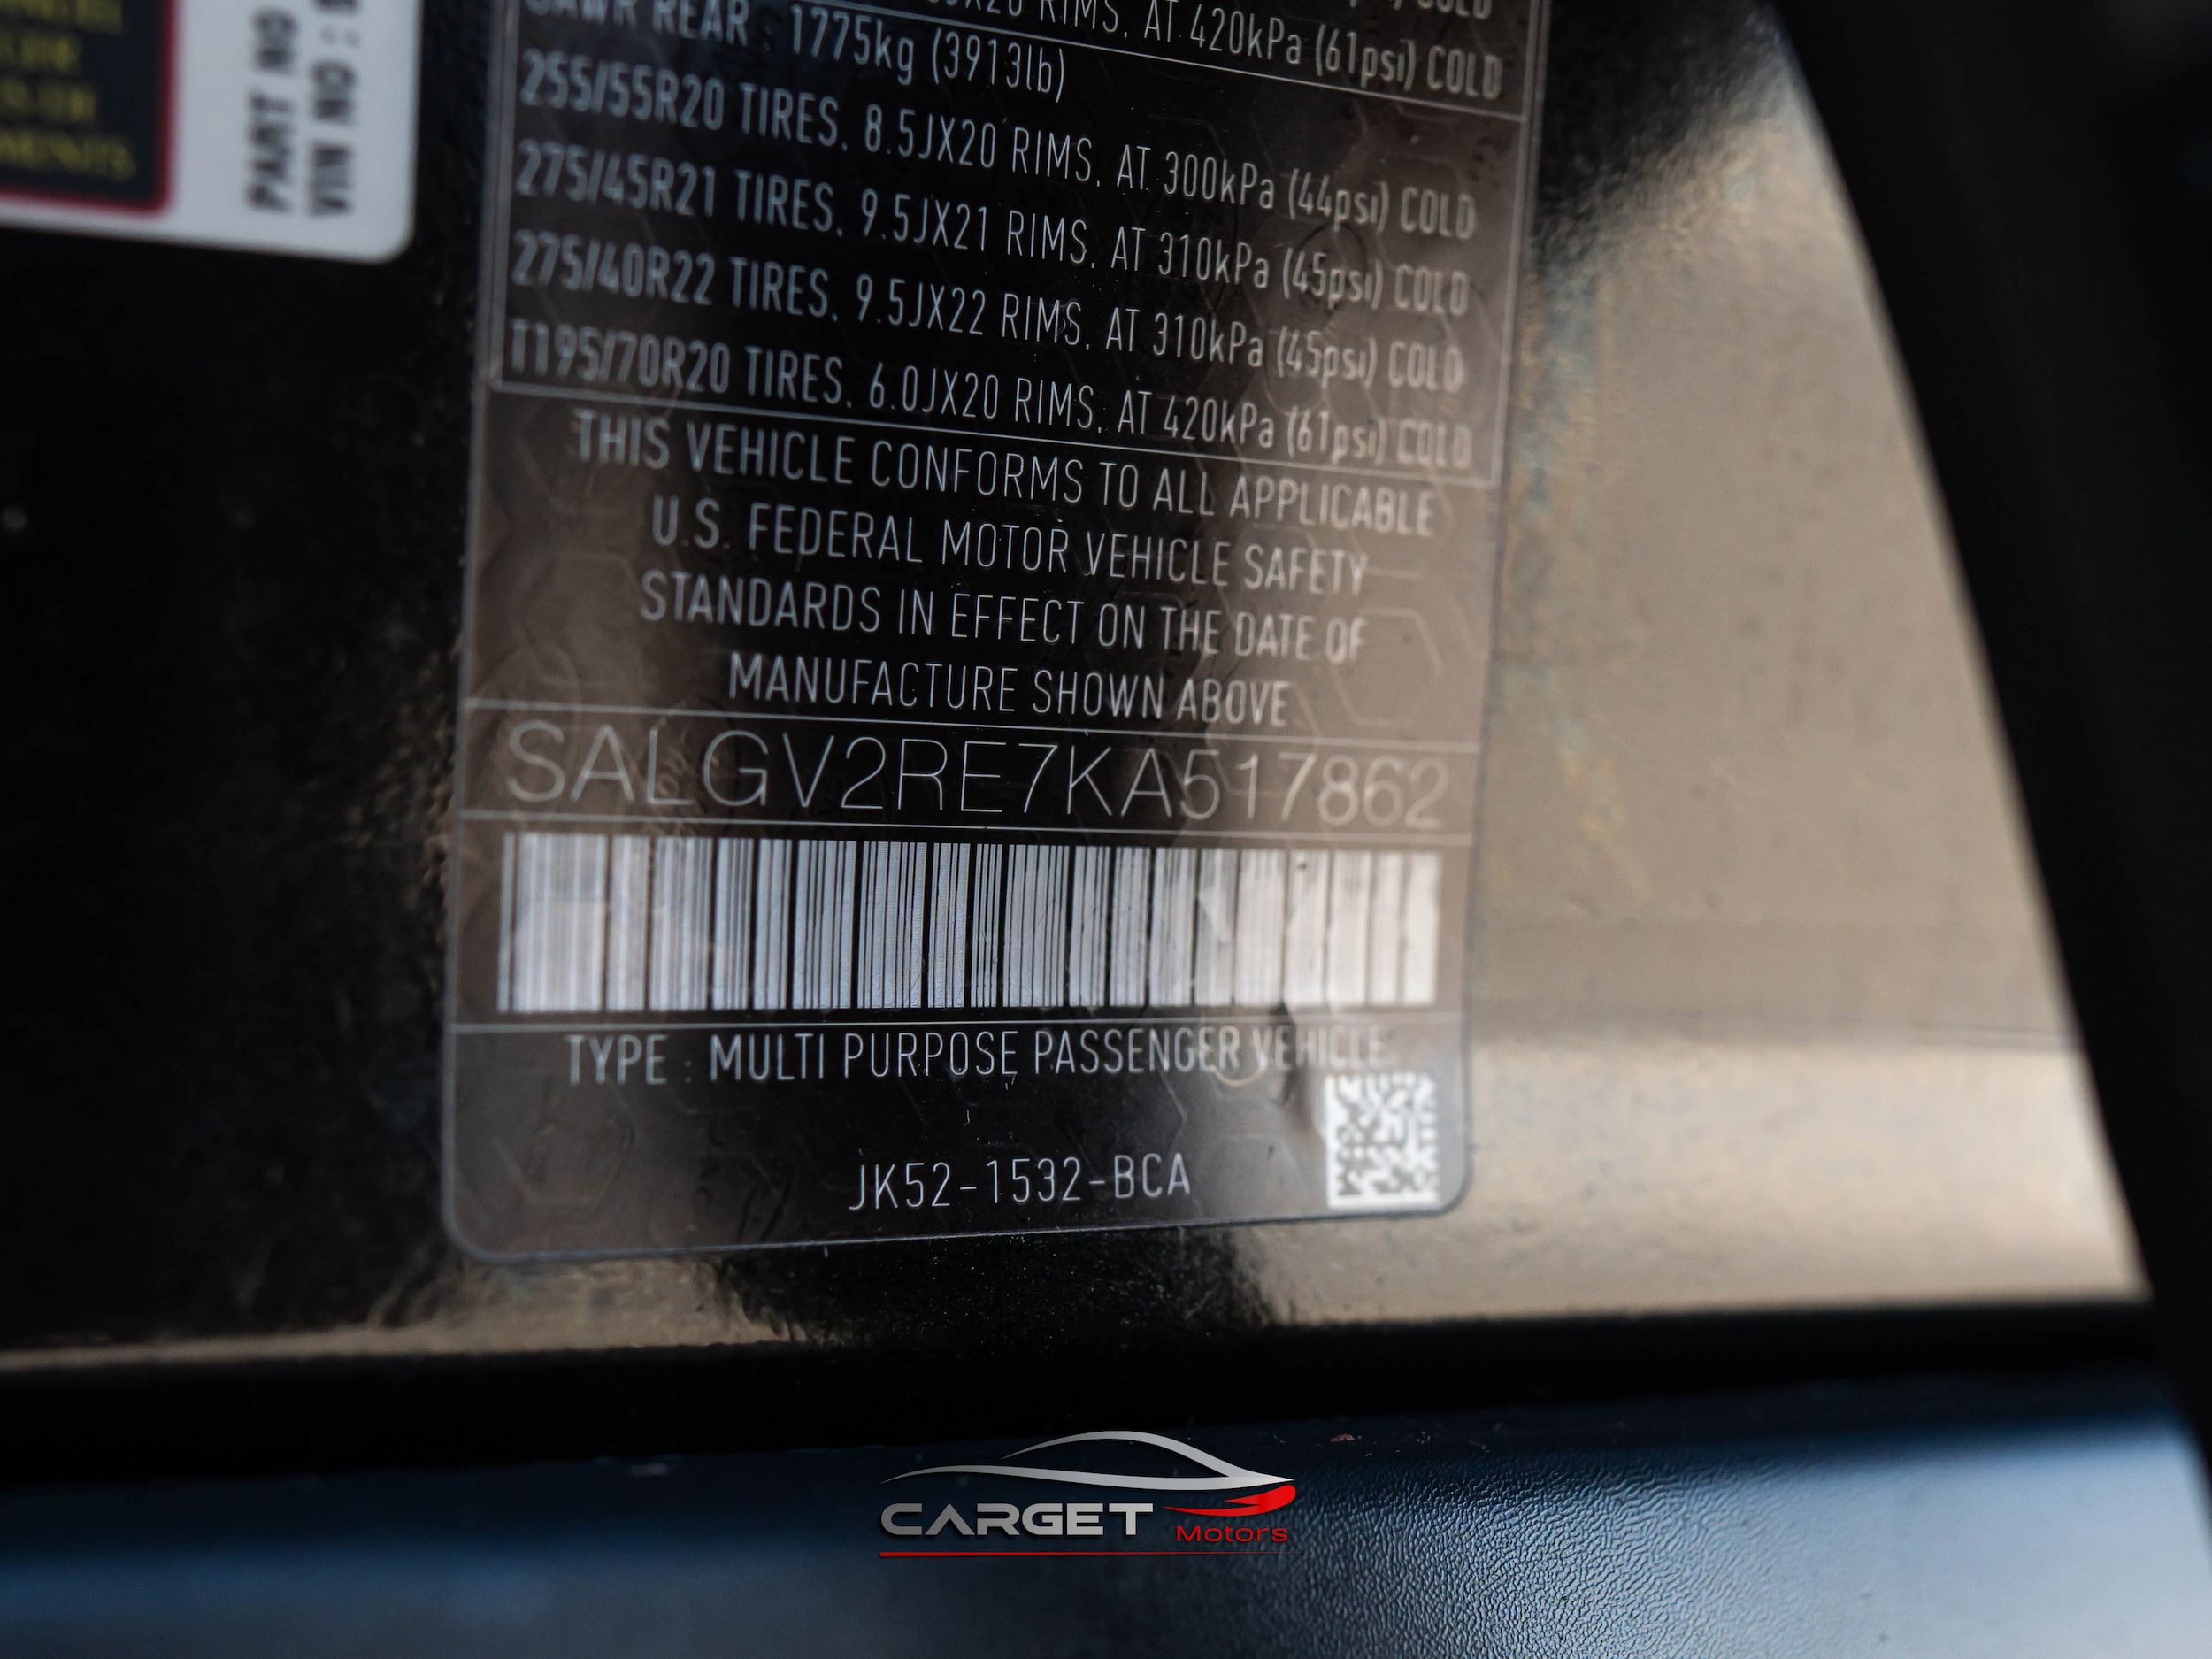 RIMS, AT 420kPa (61psi) COLD
GAWR REAR : 1775kg (3913lb)
255/55R20 TIRES, 8.5JX20 RIMS, AT 300kPa (44psi) COLD
275/45R21 TIRES, 9.5JX21 RIMS, AT 310kPa (45psi) COLD
275/40R22 TIRES, 9.5JX22 RIMS, AT 310kPa (45psi) COLD
T195/70R20 TIRES, 6.0JX20 RIMS, AT 420kPa (61psi) COLD
THIS VEHICLE CONFORMS TO ALL APPLICABLE
U.S. FEDERAL MOTOR VEHICLE SAFETY
STANDARDS IN EFFECT ON THE DATE OF
MANUFACTURE SHOWN ABOVE
SALGV2RE7KA517862
TYPE : MULTI PURPOSE PASSENGER VEHICLE
JK52-1532-BCA
PART NO
VIN NO :
CARGET
Motors